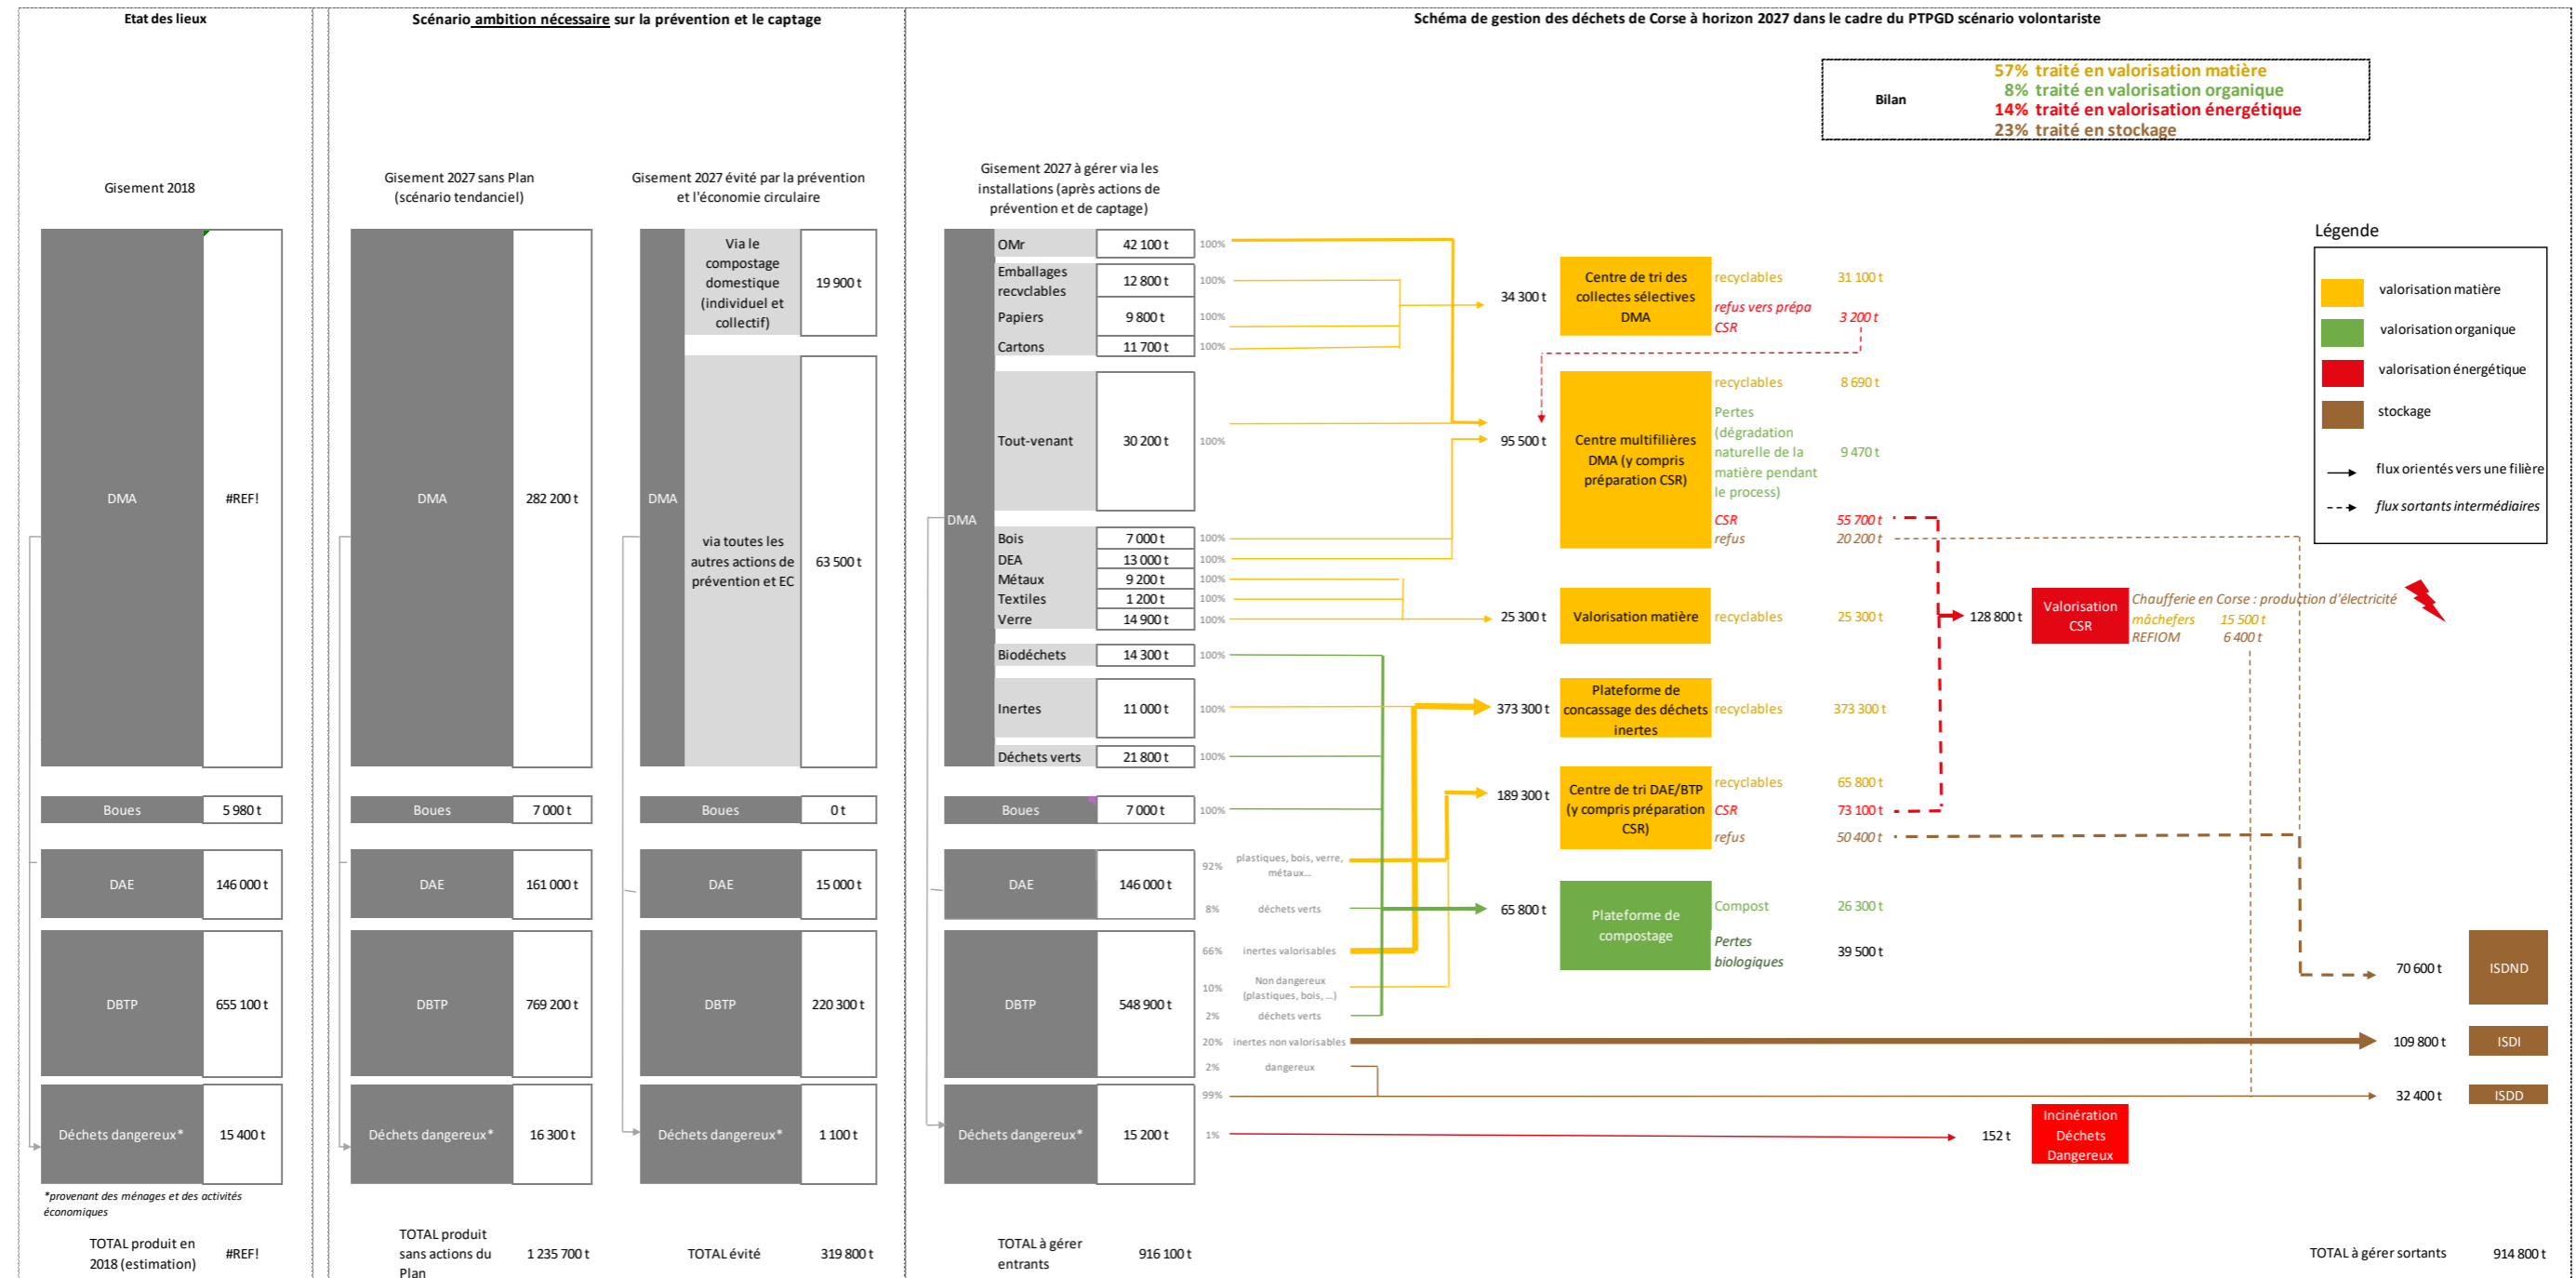 Etat des lieux
Scénario ambition nécessaire sur la prévention et le captage
Schéma de gestion des déchets de Corse à horizon 2027 dans le cadre du PTPGD scénario volontariste
Bilan
57% traité en valorisation matière
8% traité en valorisation organique
14% traité en valorisation énergétique
23% traité en stockage
Gisement 2018
DMA
#REF!
Boues
5 980 t
DAE
146 000 t
DBTP
655 100 t
Déchets dangereux*
15 400 t
*provenant des ménages et des activités
économiques
TOTAL produit en
2018 (estimation)
#REF!
Gisement 2027 sans Plan
(scénario tendanciel)
DMA
282 200 t
Boues
7 000 t
DAE
161 000 t
DBTP
769 200 t
Déchets dangereux*
16 300 t
TOTAL produit
sans actions du
Plan
1 235 700 t
Gisement 2027 évité par la prévention
et l'économie circulaire
DMA
Via le
compostage
domestique
(individuel et
collectif)
19 900 t
via toutes les
autres actions de
prévention et EC
63 500 t
Boues
0 t
DAE
15 000 t
DBTP
220 300 t
Déchets dangereux*
1 100 t
TOTAL évité
319 800 t
Gisement 2027 à gérer via les
installations (après actions de
prévention et de captage)
DMA
OMr
42 100 t
100%
Emballages
recyclables
12 800 t
100%
Papiers
9 800 t
100%
Cartons
11 700 t
100%
Tout-venant
30 200 t
100%
Bois
7 000 t
100%
DEA
13 000 t
100%
Métaux
9 200 t
100%
Textiles
1 200 t
100%
Verre
14 900 t
100%
Biodéchets
14 300 t
100%
Inertes
11 000 t
100%
Déchets verts
21 800 t
100%
Boues
7 000 t
100%
DAE
146 000 t
92%
plastiques, bois, verre,
métaux...
8%
déchets verts
DBTP
548 900 t
66%
inertes valorisables
10%
Non dangereux
(plastiques, bois, ...)
2%
déchets verts
20%
inertes non valorisables
2%
dangereux
Déchets dangereux*
15 200 t
99%
1%
TOTAL à gérer
entrants
916 100 t
34 300 t
Centre de tri des
collectes sélectives
DMA
recyclables
31 100 t
refus vers prépa
CSR
3 200 t
95 500 t
Centre multifilières
DMA (y compris
préparation CSR)
recyclables
8 690 t
Pertes
(dégradation
naturelle de la
matière pendant
le process)
9 470 t
CSR
55 700 t
refus
20 200 t
25 300 t
Valorisation matière
recyclables
25 300 t
373 300 t
Plateforme de
concassage des déchets
inertes
recyclables
373 300 t
189 300 t
Centre de tri DAE/BTP
(y compris préparation
CSR)
recyclables
65 800 t
CSR
73 100 t
refus
50 400 t
65 800 t
Plateforme de
compostage
Compost
26 300 t
Pertes
biologiques
39 500 t
128 800 t
Valorisation
CSR
Chaufferie en Corse : production d'électricité
mâchefers
15 500 t
REFIOM
6 400 t
152 t
Incinération
Déchets
Dangereux
70 600 t
ISDND
109 800 t
ISDI
32 400 t
ISDD
TOTAL à gérer sortants
914 800 t
Légende
valorisation matière
valorisation organique
valorisation énergétique
stockage
flux orientés vers une filière
flux sortants intermédiaires